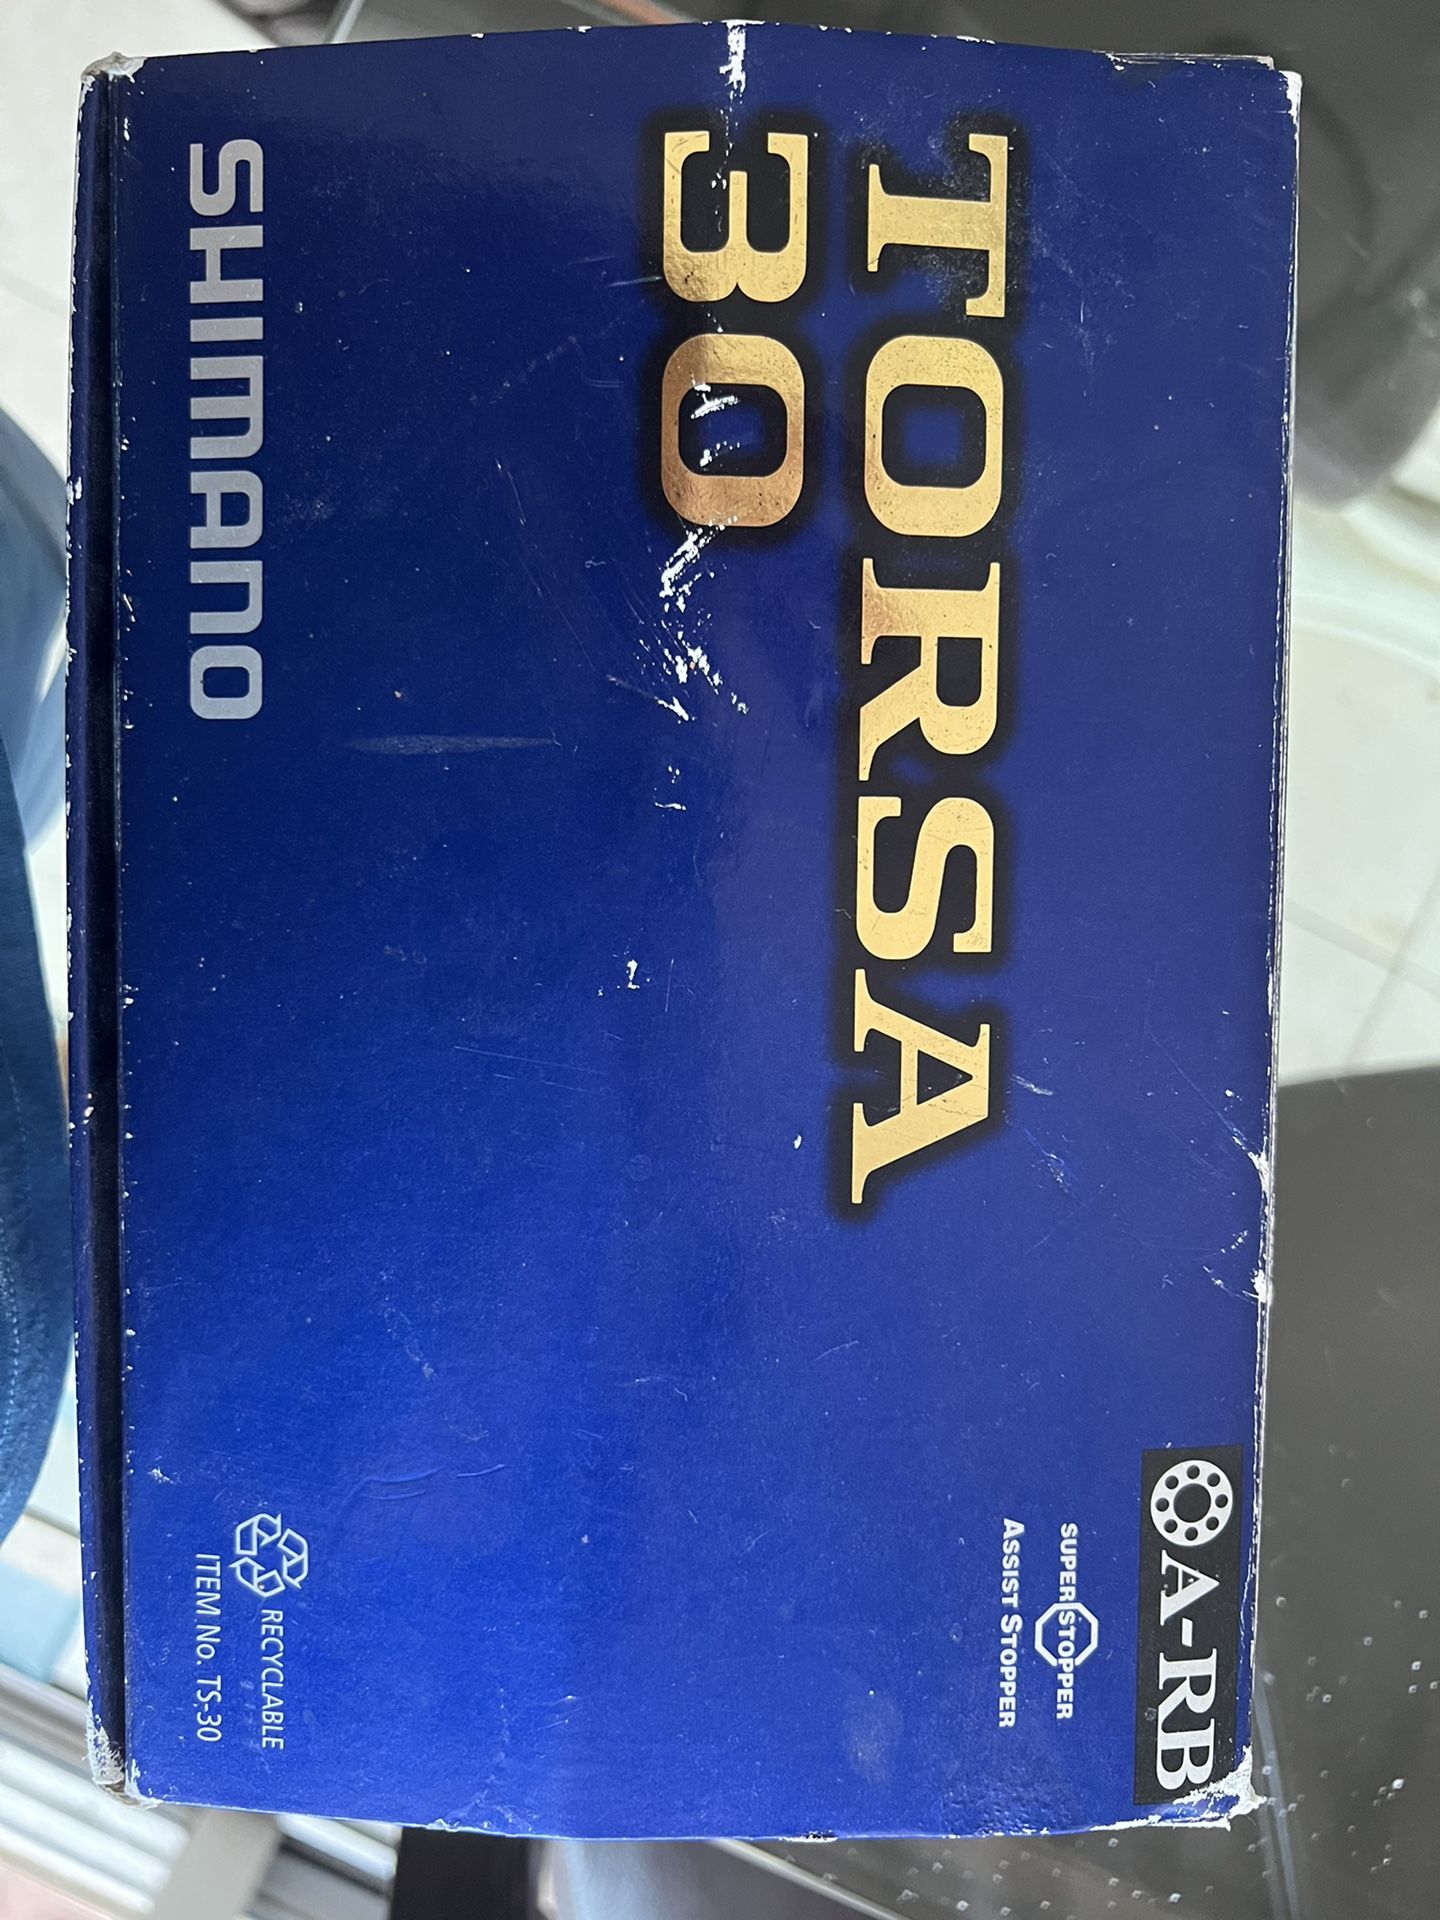 A-RB
SUPER STOPPER
ASSIST STOPPER
TORSA
30
SHIMANO
RECYCLABLE
ITEM No. TS-30